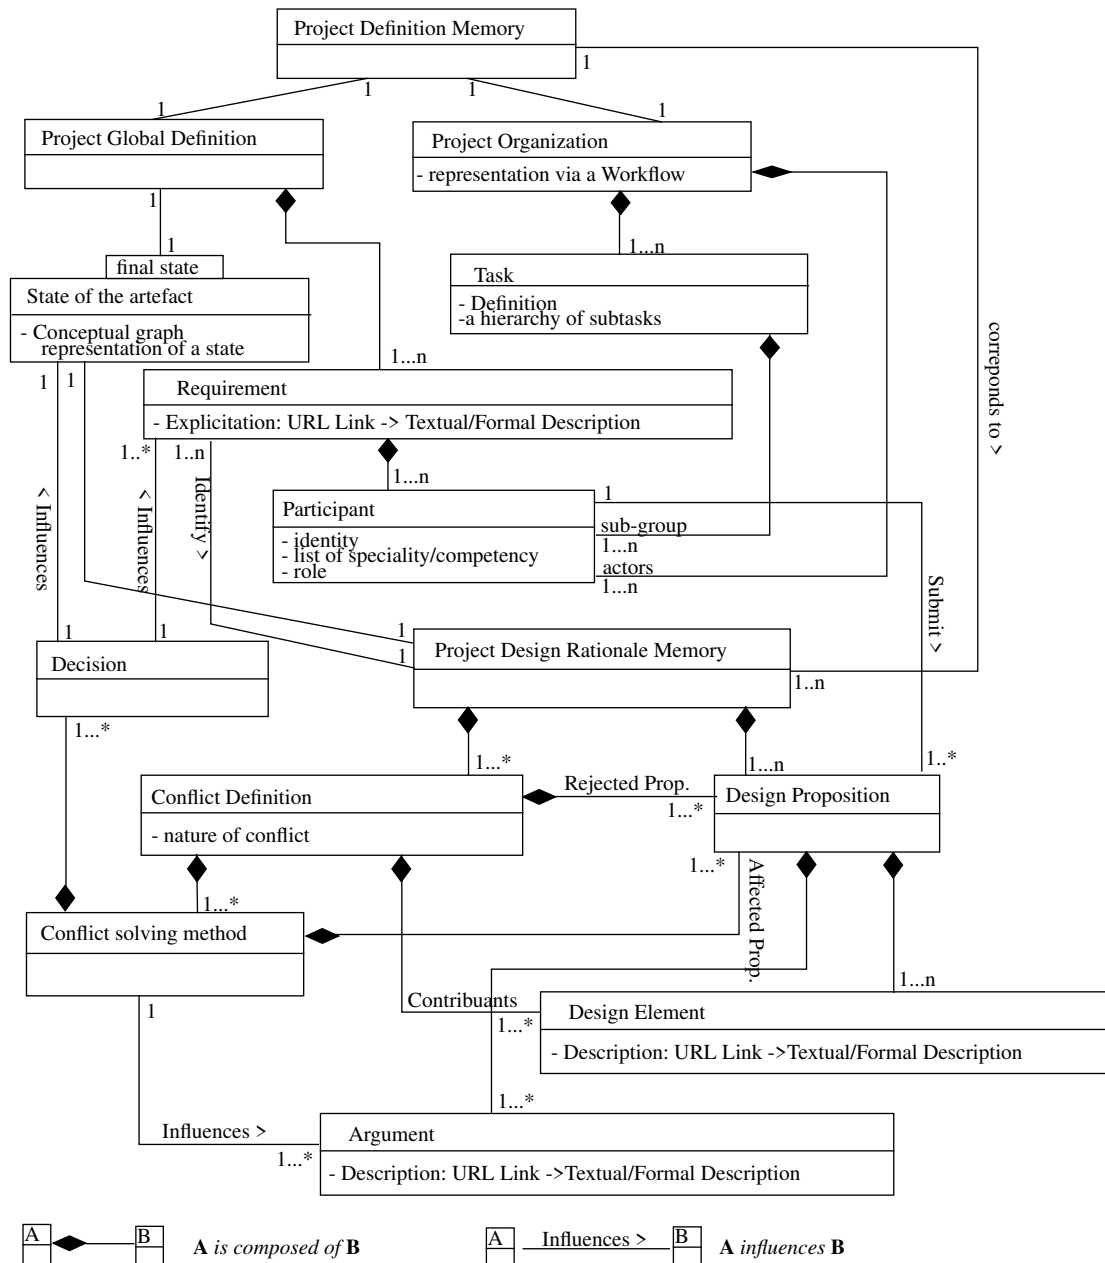 Project Definition Memory
1
1
1
1
1
Project Global Definition
Project Organization
- representation via a Workflow
1
1
1...n
final state
State of the artefact
- Conceptual graph
representation of a state
Task
- Definition
-a hierarchy of subtasks
correponds to >
1...n
1
1
Requirement
- Explicitation: URL Link -> Textual/Formal Description
1..*
1..n
1...n
< Influences
< Influences
Identify >
Participant
- identity
- list of speciality/competency
- role
1
sub-group
1...n
actors
1...n
Submit >
1
1
1
1
Decision
Project Design Rationale Memory
1..n
1...*
1...*
1...n
1..*
Conflict Definition
- nature of conflict
Rejected Prop.
1...*
Design Proposition
1...*
Affected Prop.
1...*
Conflict solving method
1
1...n
Contribuants
1...*
Design Element
- Description: URL Link ->Textual/Formal Description
1...*
Influences >
1...*
Argument
- Description: URL Link ->Textual/Formal Description
A
B
A is composed of B
A
Influences >
B
A influences B